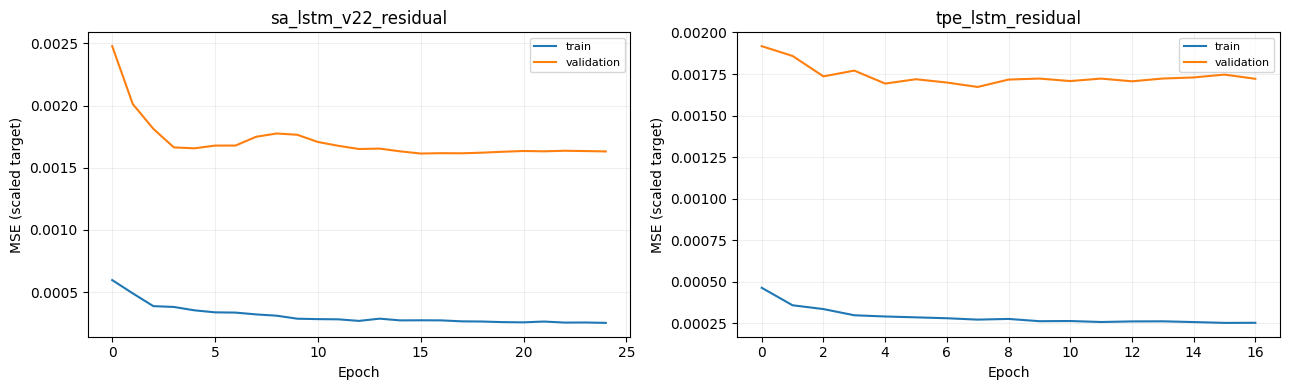 sa_lstm_v22_residual
train
validation
MSE (scaled target)
0.0025
0.0020
0.0015
0.0010
0.0005
0
5
10
15
20
25
Epoch
tpe_lstm_residual
train
validation
MSE (scaled target)
0.00200
0.00175
0.00150
0.00125
0.00100
0.00075
0.00050
0.00025
0
2
4
6
8
10
12
14
16
Epoch